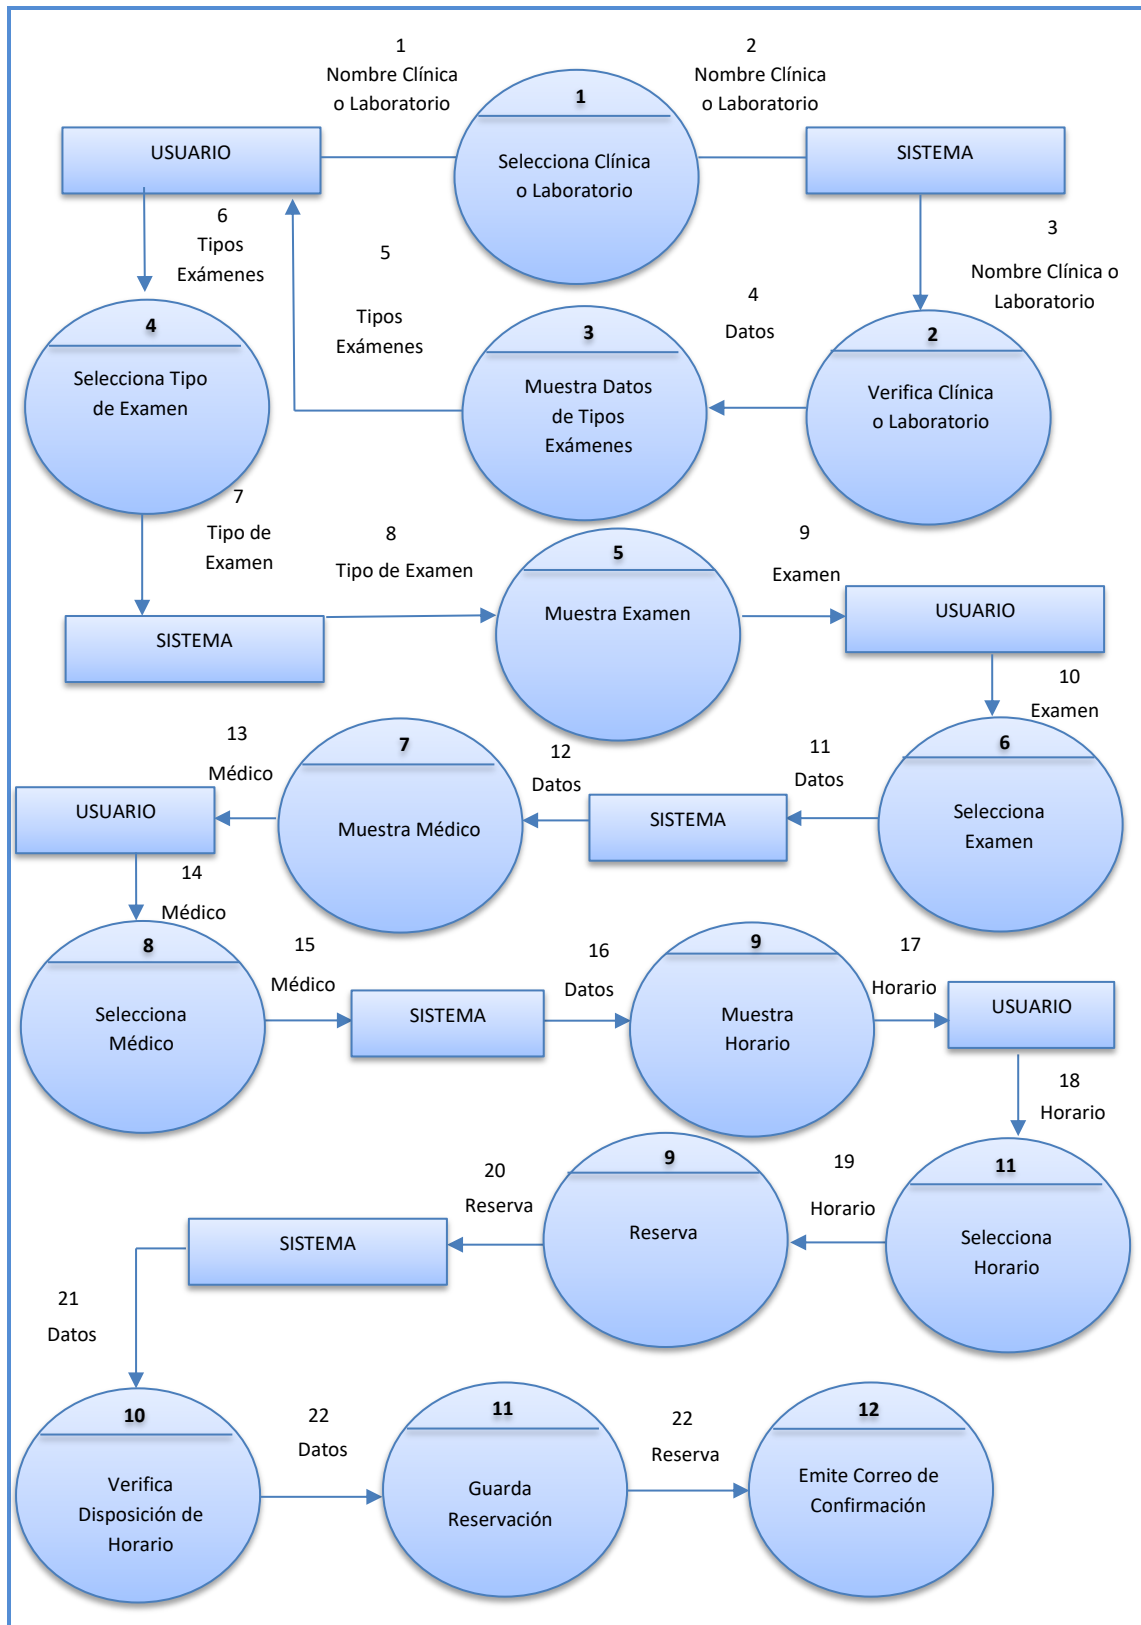 1
Nombre Clínica
o Laboratorio
2
Nombre Clínica
o Laboratorio
1
Selecciona Clínica
o Laboratorio
USUARIO
SISTEMA
6
Tipos
Exámenes
5
Tipos
Exámenes
3
Nombre Clínica o
Laboratorio
4
Datos
4
Selecciona Tipo
de Examen
3
Muestra Datos
de Tipos
Exámenes
2
Verifica Clínica
o Laboratorio
7
Tipo de
Examen
8
Tipo de Examen
5
Muestra Examen
9
Examen
USUARIO
SISTEMA
10
Examen
13
Médico
7
Muestra Médico
12
Datos
11
Datos
6
Selecciona
Examen
USUARIO
SISTEMA
14
Médico
8
Selecciona
Médico
15
Médico
SISTEMA
16
Datos
9
Muestra
Horario
17
Horario
USUARIO
18
Horario
20
Reserva
9
Reserva
19
Horario
11
Selecciona
Horario
SISTEMA
21
Datos
10
Verifica
Disposición de
Horario
22
Datos
11
Guarda
Reservación
22
Reserva
12
Emite Correo de
Confirmación